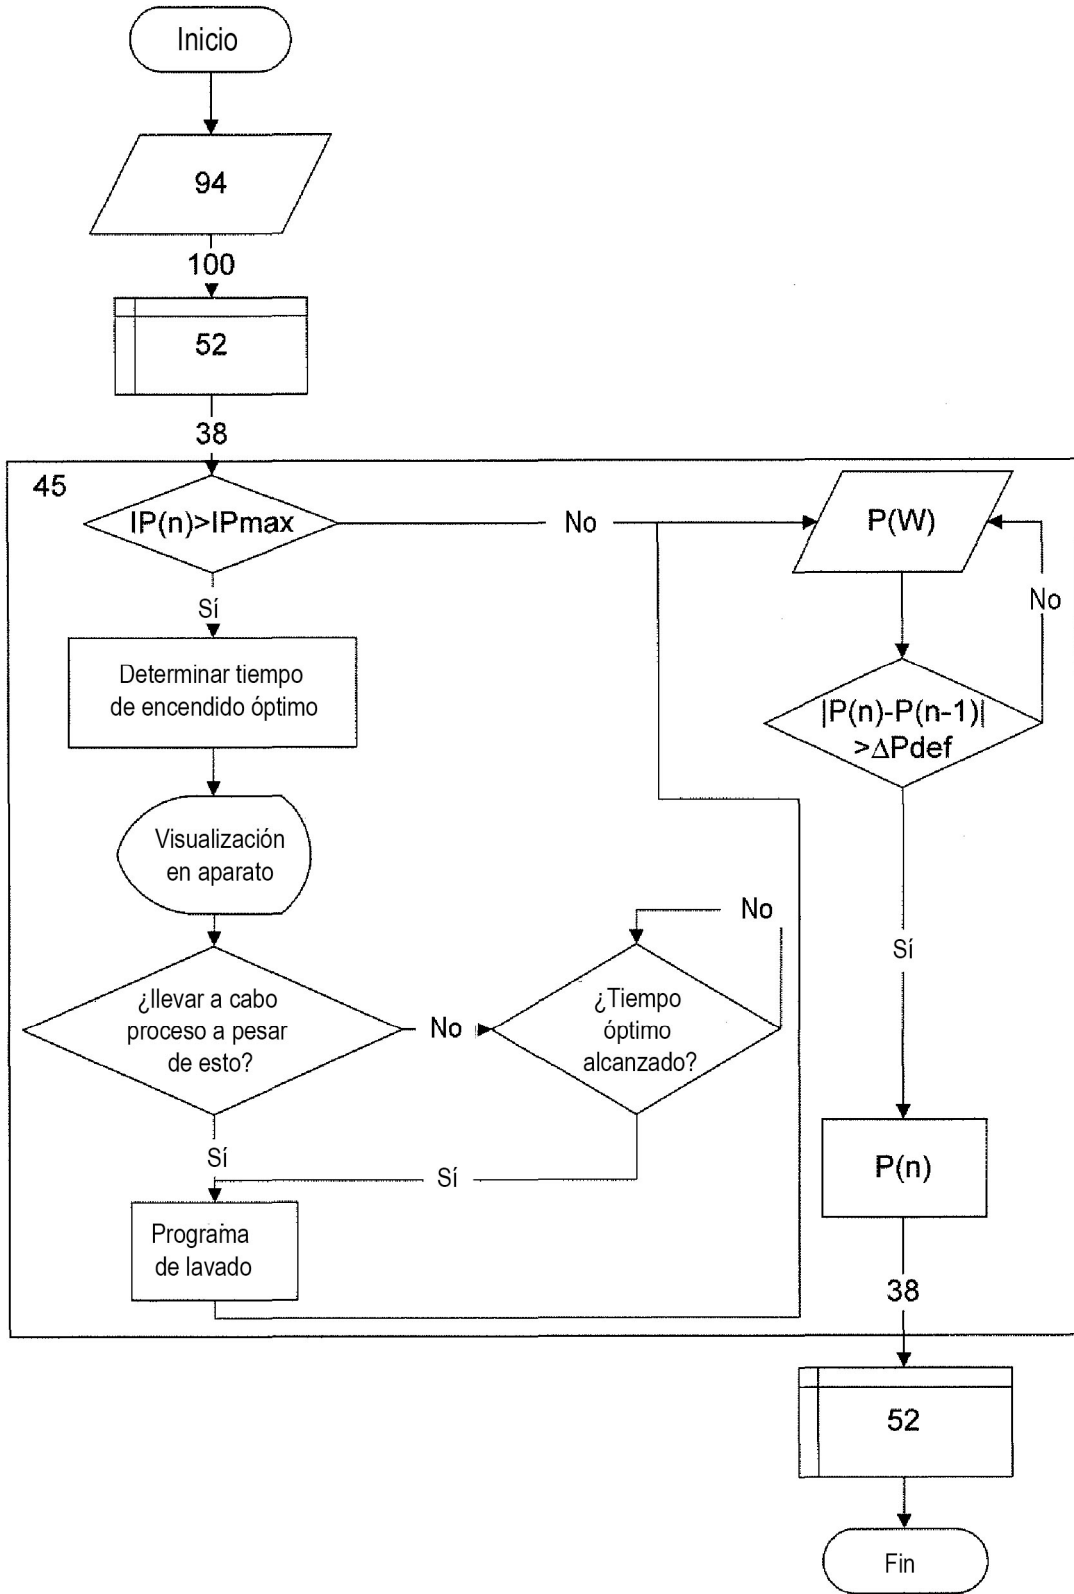 Inicio
94
100
52
38
45
IP(n)>IPmax
No
P(W)
No
Sí
Determinar tiempo
de encendido óptimo
|P(n)-P(n-1)|
>ΔPdef
Visualización
en aparato
No
Sí
¿llevar a cabo
proceso a pesar
de esto?
No
¿Tiempo
óptimo
alcanzado?
Sí
Sí
P(n)
Programa
de lavado
38
52
Fin